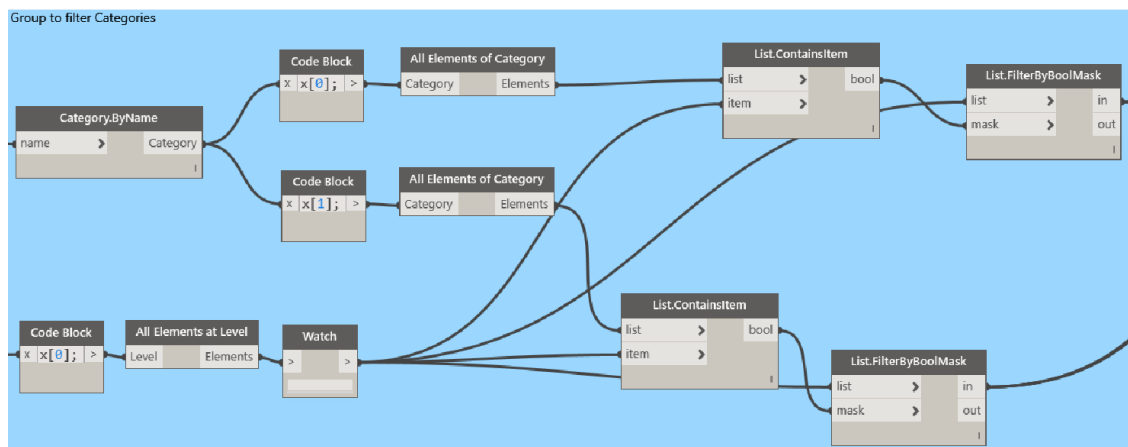 Group to filter Categories
Category.ByName
name > Category
Code Block
x x[0]; >
All Elements of Category
Category Elements
Code Block
x x[1]; >
All Elements of Category
Category Elements
List.ContainsItem
list > bool
item >
List.FilterByBoolMask
list > in
mask > out
Code Block
x x[0]; >
All Elements at Level
Level Elements
Watch
> >
List.ContainsItem
list > bool
item >
List.FilterByBoolMask
list > in
mask > out